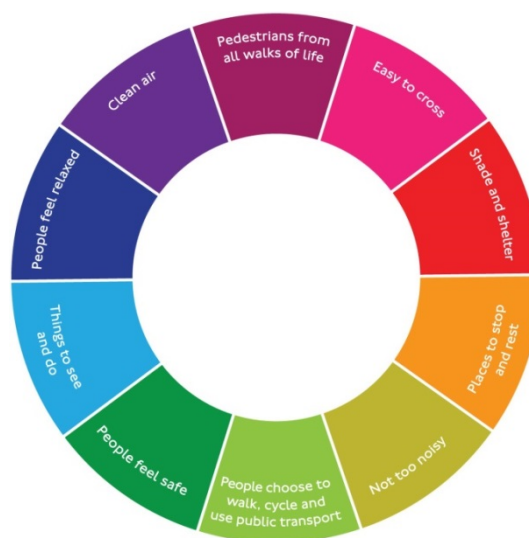 Pedestrians from
all walks of life
Easy to cross
Shade and shelter
Places to stop
and rest
Not too noisy
People choose to
walk, cycle and
use public transport
People feel safe
Things to see
and do
People feel relaxed
Clean air